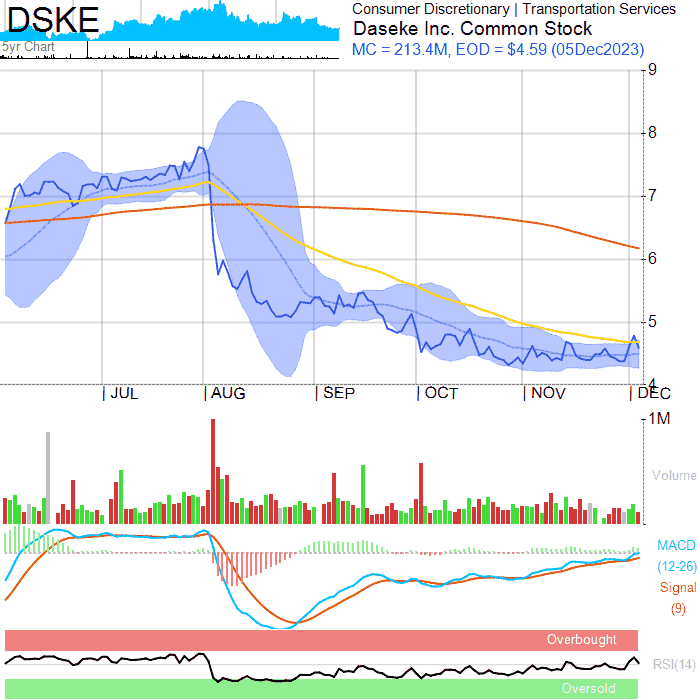 DSKE
5yr Chart
Consumer Discretionary | Transportation Services
Daseke Inc. Common Stock
MC = 213.4M, EOD = $4.59 (05Dec2023)
9
8
7
6
5
4
JUL AUG SEP OCT NOV DEC
1M
Volume
MACD
(12-26)
Signal
(9)
Overbought
RSI(14)
Oversold